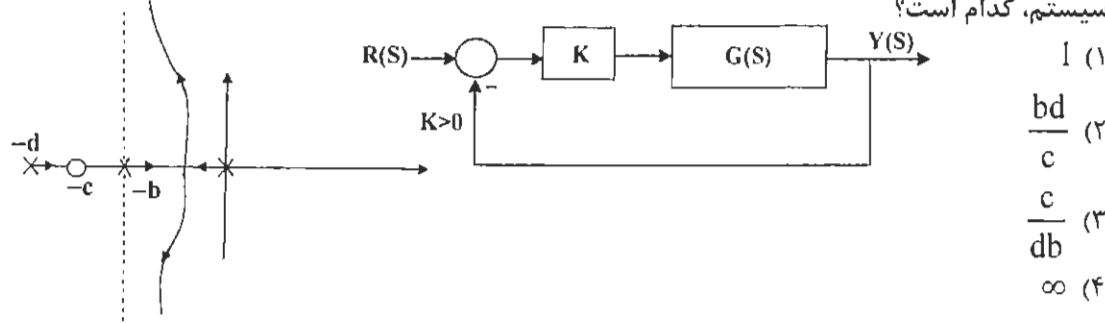 سیستم، کدام است؟
۱) 1
۲) bd/c
۳) c/db
۴) ∞
R(S)
K
G(S)
Y(S)
−
K>0
−d
−c
−b